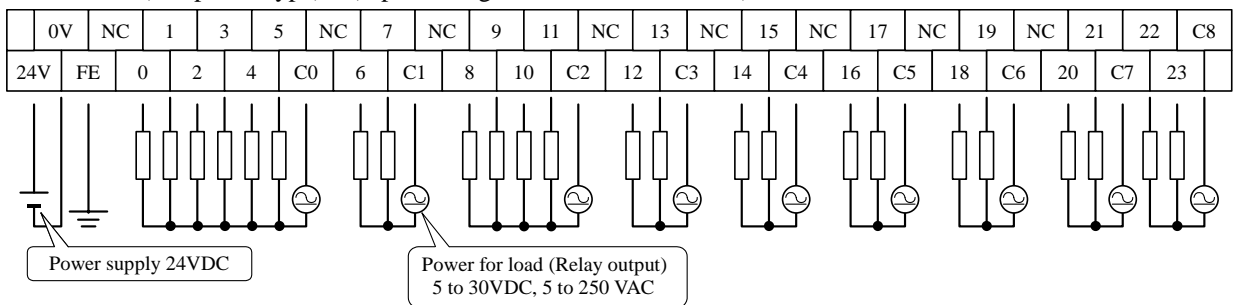 0V NC 1 3 5 NC 7 NC 9 11 NC 13 NC 15 NC 17 NC 19 NC 21 22 C8
24V FE 0 2 4 C0 6 C1 8 10 C2 12 C3 14 C4 16 C5 18 C6 20 C7 23
Power supply 24VDC
Power for load (Relay output)
5 to 30VDC, 5 to 250 VAC